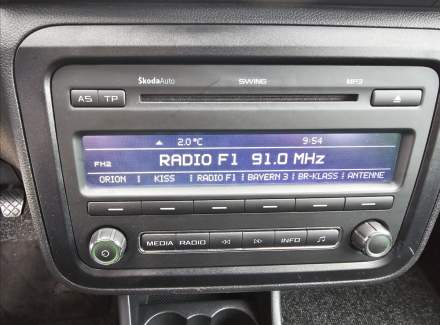 ŠkodaAuto SWING MP3
AS TP
2.0°C 9:54
FM2 RADIO F1 91.0 MHz
ORION KISS RADIO F1 BAYERN 3 BR-KLASS ANTENNE
MEDIA RADIO INFO